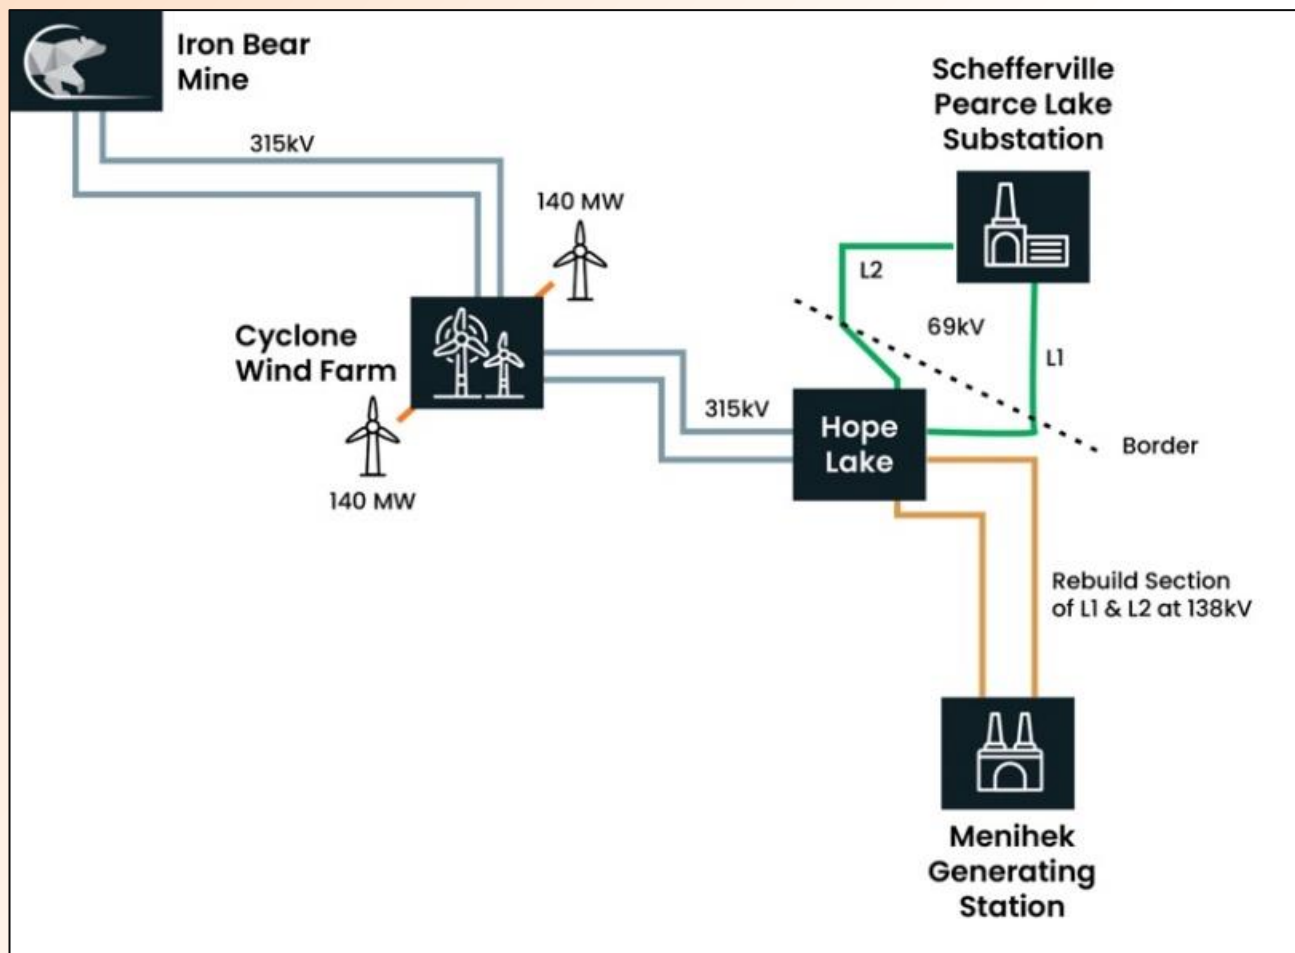 Iron Bear
Mine
315kV
Schefferville
Pearce Lake
Substation
140 MW
L2
69kV
L1
Cyclone
Wind Farm
315kV
Hope
Lake
Border
140 MW
Rebuild Section
of L1 & L2 at 138kV
Menihek
Generating
Station